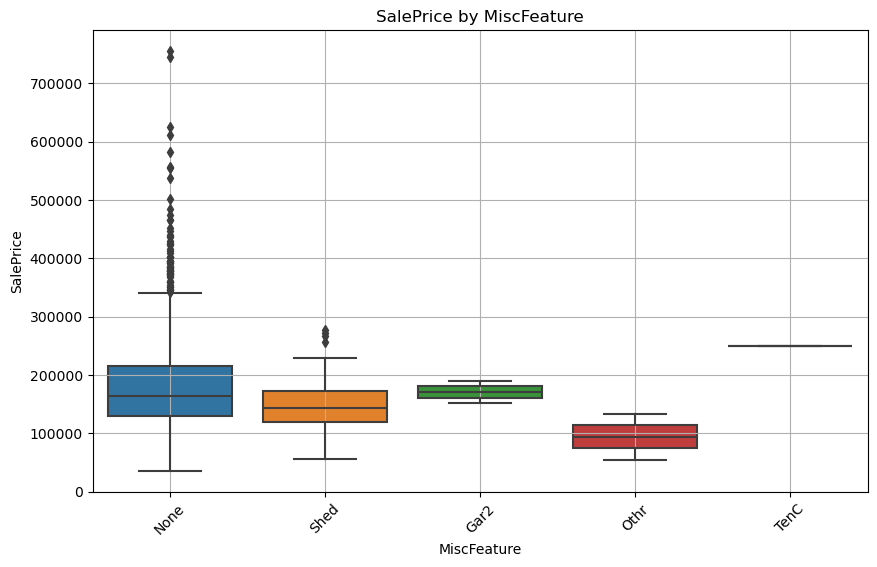 SalePrice by MiscFeature
SalePrice
700000
600000
500000
400000
300000
200000
100000
0
None
Shed
Gar2
Othr
TenC
MiscFeature